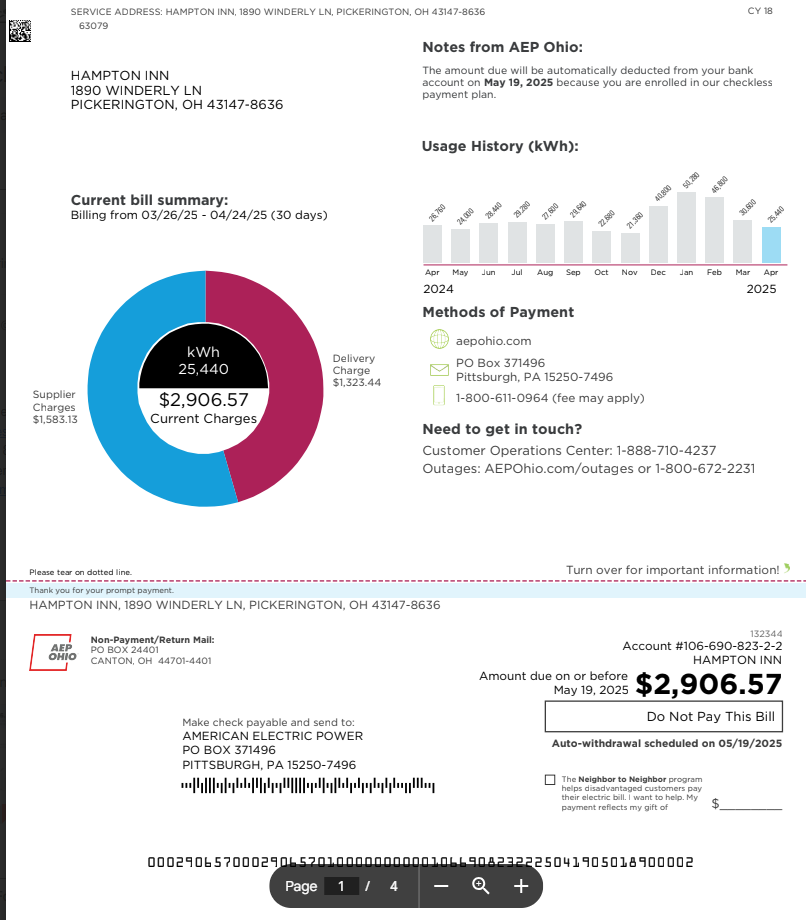 SERVICE ADDRESS: HAMPTON INN, 1890 WINDERLY LN, PICKERINGTON, OH 43147-8636
CY 18
63079
HAMPTON INN
1890 WINDERLY LN
PICKERINGTON, OH 43147-8636
Notes from AEP Ohio:
The amount due will be automatically deducted from your bank
account on May 19, 2025 because you are enrolled in our checkless
payment plan.
Current bill summary:
Billing from 03/26/25 - 04/24/25 (30 days)
Usage History (kWh):
26,760 24,000 28,440 29,280 27,600 29,640 22,680 21,360 40,800 50,280 46,800 30,600 25,440
Apr May Jun Jul Aug Sep Oct Nov Dec Jan Feb Mar Apr
2024 2025
kWh
25,440
$2,906.57
Current Charges
Delivery
Charge
$1,323.44
Supplier
Charges
$1,583.13
Methods of Payment
aepohio.com
PO Box 371496
Pittsburgh, PA 15250-7496
1-800-611-0964 (fee may apply)
Need to get in touch?
Customer Operations Center: 1-888-710-4237
Outages: AEPOhio.com/outages or 1-800-672-2231
Please tear on dotted line.
Turn over for important information!
Thank you for your prompt payment.
HAMPTON INN, 1890 WINDERLY LN, PICKERINGTON, OH 43147-8636
AEP
OHIO
Non-Payment/Return Mail:
PO BOX 24401
CANTON, OH 44701-4401
132344
Account #106-690-823-2-2
HAMPTON INN
Amount due on or before
May 19, 2025
$2,906.57
Do Not Pay This Bill
Auto-withdrawal scheduled on 05/19/2025
Make check payable and send to:
AMERICAN ELECTRIC POWER
PO BOX 371496
PITTSBURGH, PA 15250-7496
The Neighbor to Neighbor program
helps disadvantaged customers pay
their electric bill. I want to help. My
payment reflects my gift of
$________
Page 1 / 4